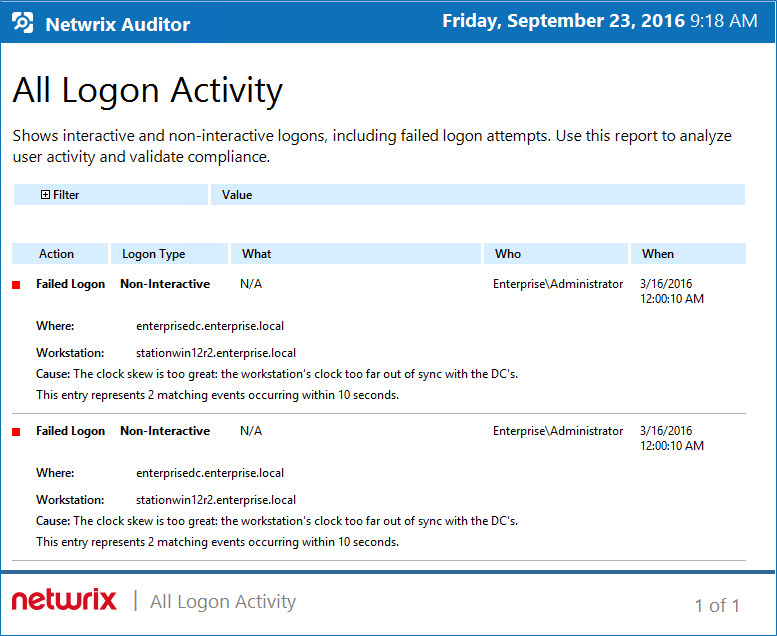 Netwrix Auditor
Friday, September 23, 2016 9:18 AM
All Logon Activity
Shows interactive and non-interactive logons, including failed logon attempts. Use this report to analyze
user activity and validate compliance.
Filter Value
Action Logon Type What Who When
Failed Logon Non-Interactive N/A Enterprise\Administrator 3/16/2016
12:00:10 AM
Where: enterprisedc.enterprise.local
Workstation: stationwin12r2.enterprise.local
Cause: The clock skew is too great: the workstation's clock too far out of sync with the DC's.
This entry represents 2 matching events occurring within 10 seconds.
Failed Logon Non-Interactive N/A Enterprise\Administrator 3/16/2016
12:00:10 AM
Where: enterprisedc.enterprise.local
Workstation: stationwin12r2.enterprise.local
Cause: The clock skew is too great: the workstation's clock too far out of sync with the DC's.
This entry represents 2 matching events occurring within 10 seconds.
netwrix | All Logon Activity
1 of 1